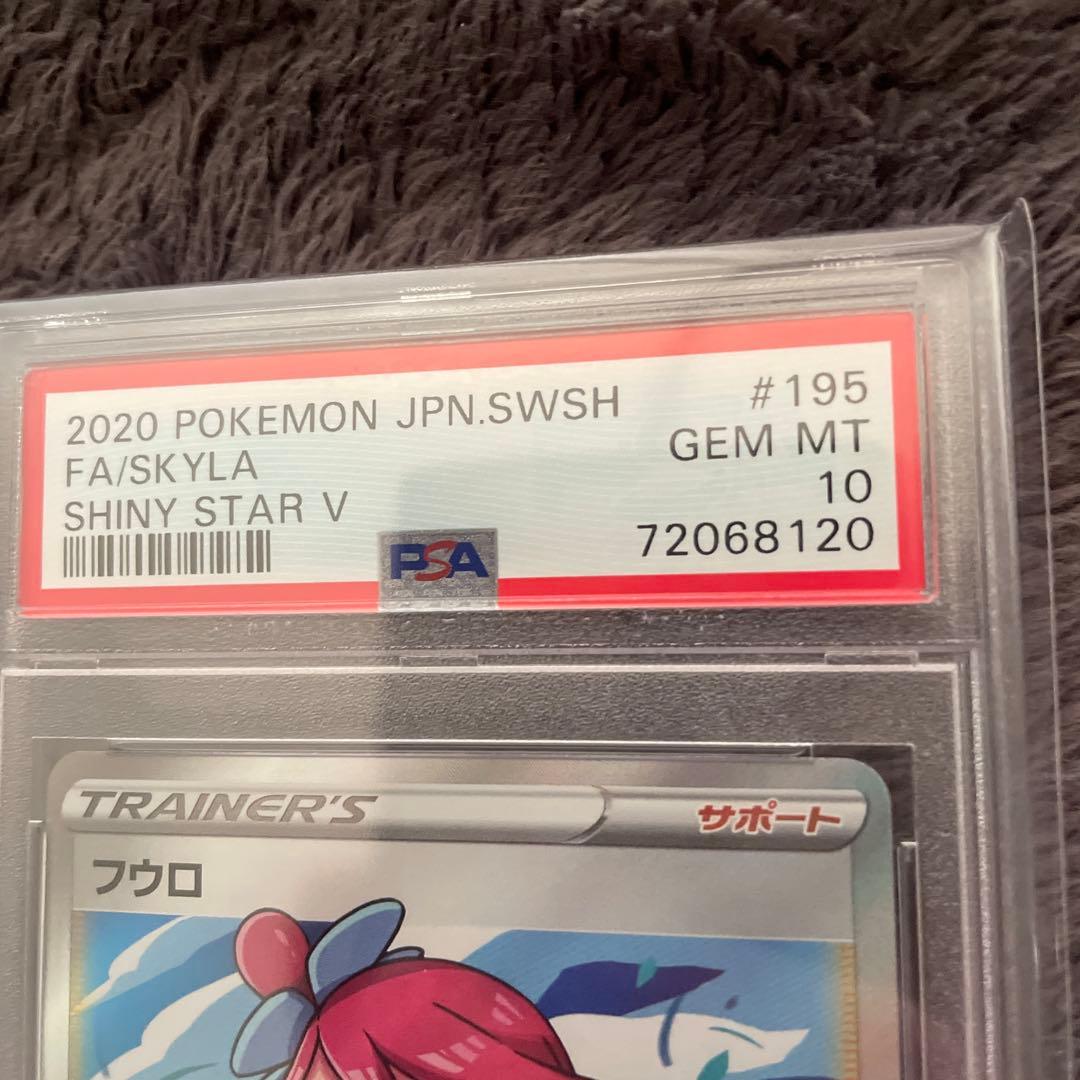 2020 POKEMON JPN.SWSH
FA/SKYLA
SHINY STAR V
#195
GEM MT
10
72068120
PSA
TRAINER'S
サポート
フウロ